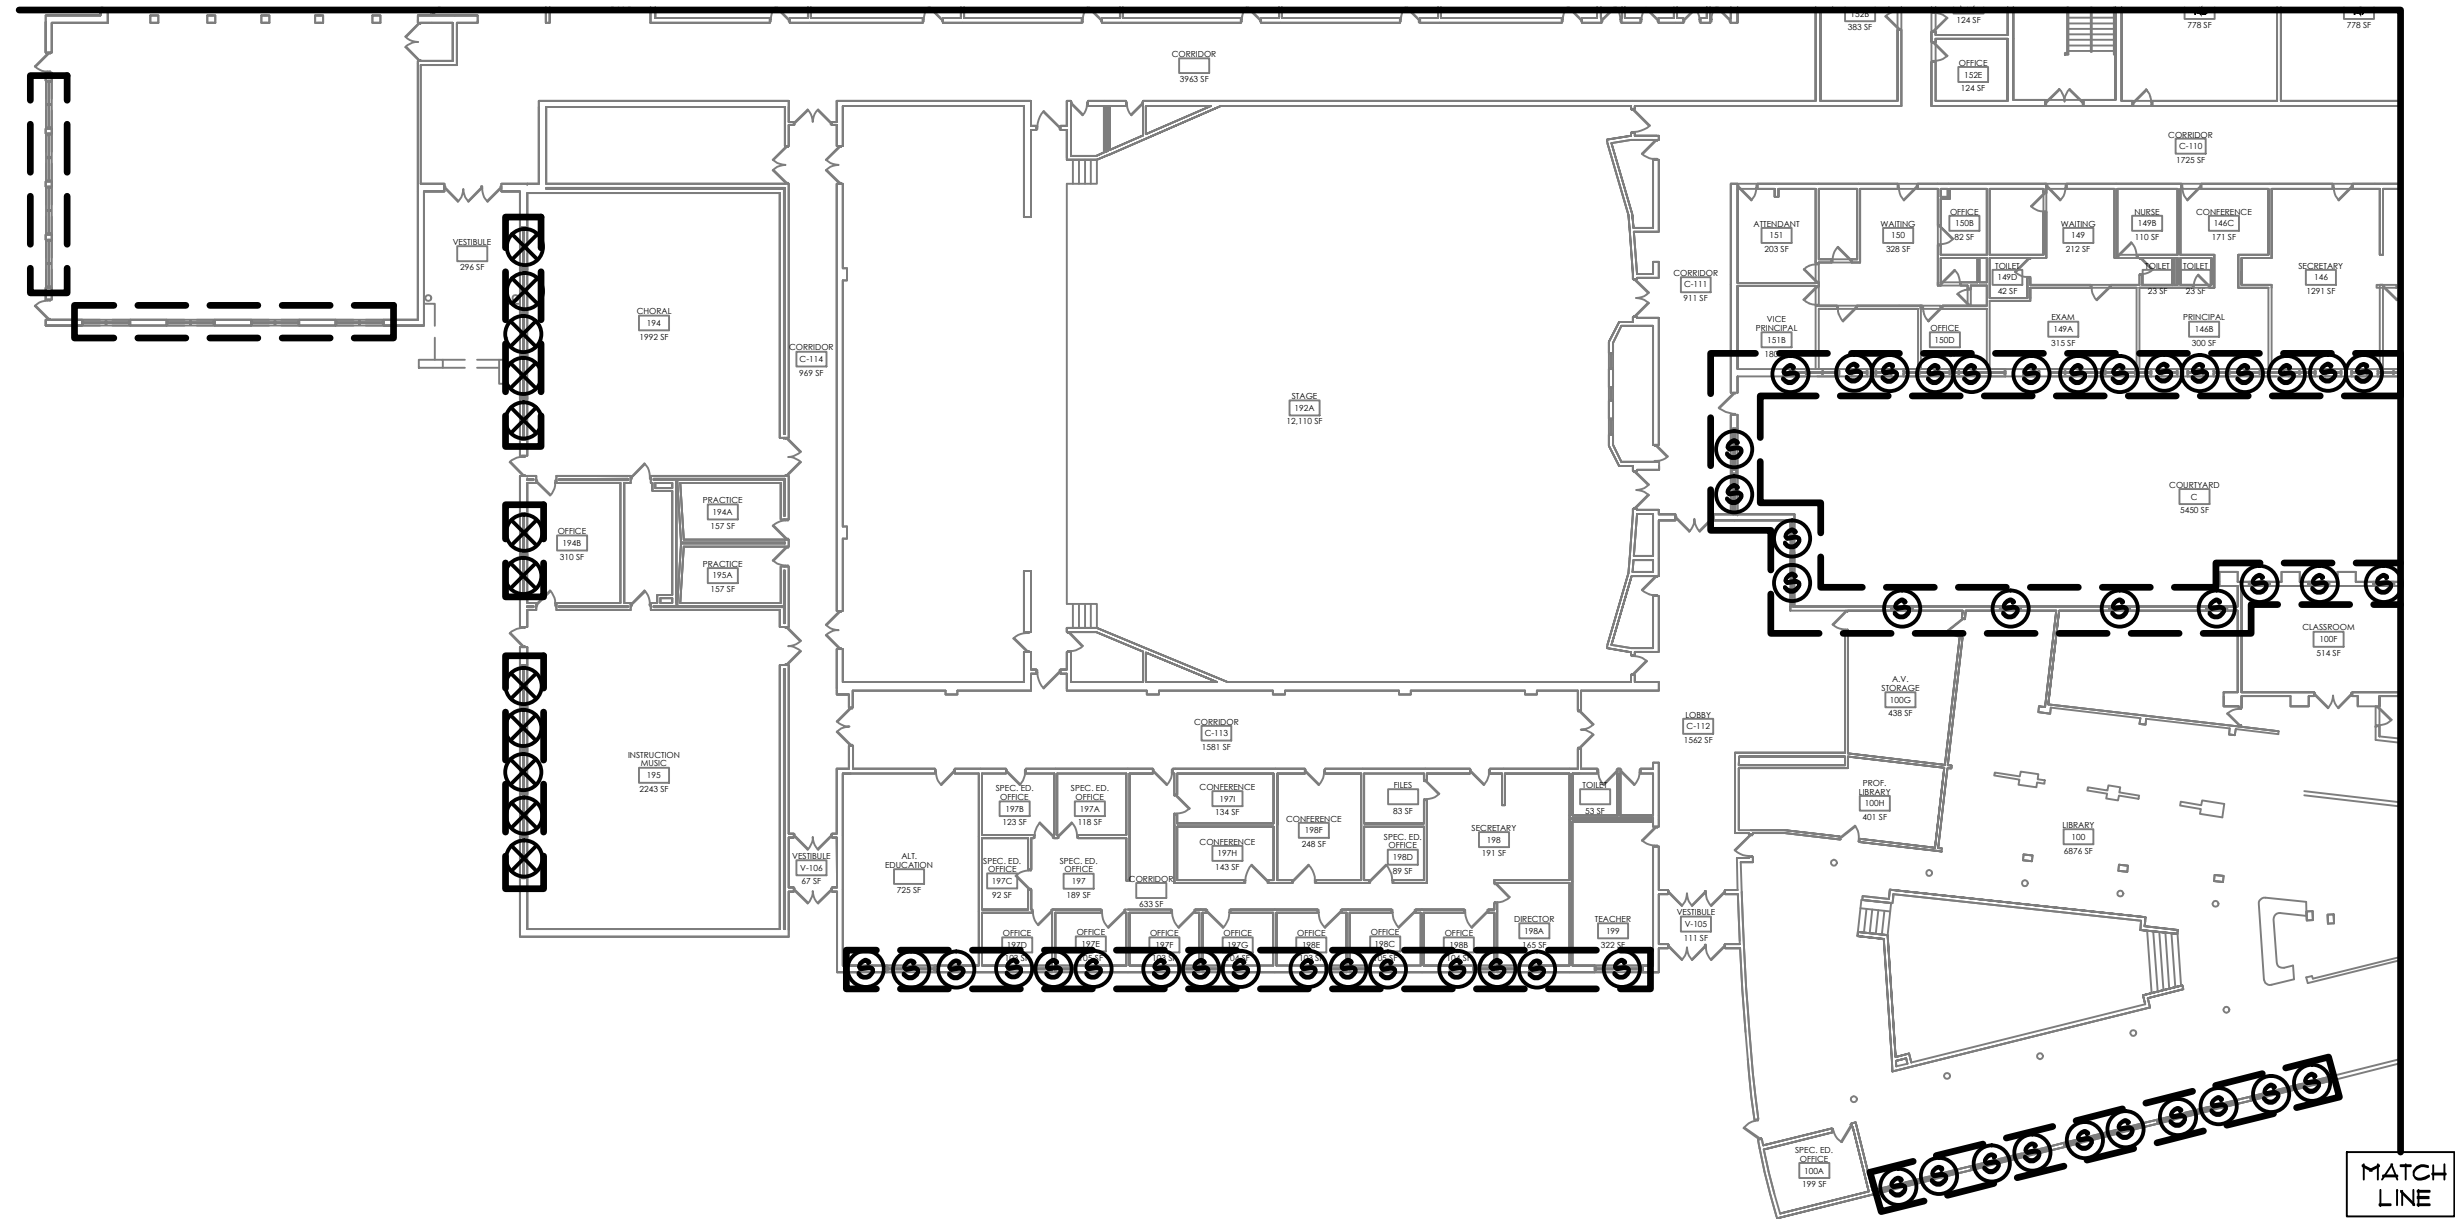 152B
383 SF
124 SF
778 SF
778 SF
CORRIDOR
3963 SF
OFFICE
152E
124 SF
CORRIDOR
C-110
1725 SF
VESTIBULE
296 SF
ATTENDANT
151
203 SF
WAITING
150
328 SF
OFFICE
150B
82 SF
WAITING
149
212 SF
NURSE
149B
110 SF
CONFERENCE
146C
171 SF
CORRIDOR
C-111
911 SF
TOILET
149D
42 SF
TOILET
23 SF
TOILET
23 SF
SECRETARY
146
1291 SF
CHORAL
194
1992 SF
VICE
PRINCIPAL
151B
OFFICE
150D
EXAM
149A
315 SF
PRINCIPAL
146B
300 SF
CORRIDOR
C-114
969 SF
STAGE
192A
12,110 SF
COURTYARD
C
5450 SF
PRACTICE
194A
157 SF
OFFICE
194B
310 SF
PRACTICE
195A
157 SF
CLASSROOM
100F
514 SF
A.V.
STORAGE
100G
438 SF
CORRIDOR
C-113
1581 SF
LOBBY
C-112
1562 SF
INSTRUCTION
MUSIC
195
2243 SF
SPEC. ED.
OFFICE
197B
123 SF
SPEC. ED.
OFFICE
197A
118 SF
CONFERENCE
197I
134 SF
FILES
83 SF
TOILET
53 SF
PROF.
LIBRARY
100H
401 SF
CONFERENCE
198F
248 SF
SECRETARY
198
191 SF
LIBRARY
100
6876 SF
CONFERENCE
197H
143 SF
SPEC. ED.
OFFICE
198D
89 SF
VESTIBULE
V-106
67 SF
ALT.
EDUCATION
725 SF
SPEC. ED.
OFFICE
197C
92 SF
SPEC. ED.
OFFICE
197
189 SF
CORRIDOR
633 SF
OFFICE
197D
OFFICE
197E
OFFICE
197F
OFFICE
197G
OFFICE
198E
OFFICE
198C
OFFICE
198B
DIRECTOR
198A
165 SF
TEACHER
199
322 SF
VESTIBULE
V-105
111 SF
SPEC. ED.
OFFICE
100A
199 SF
MATCH
LINE